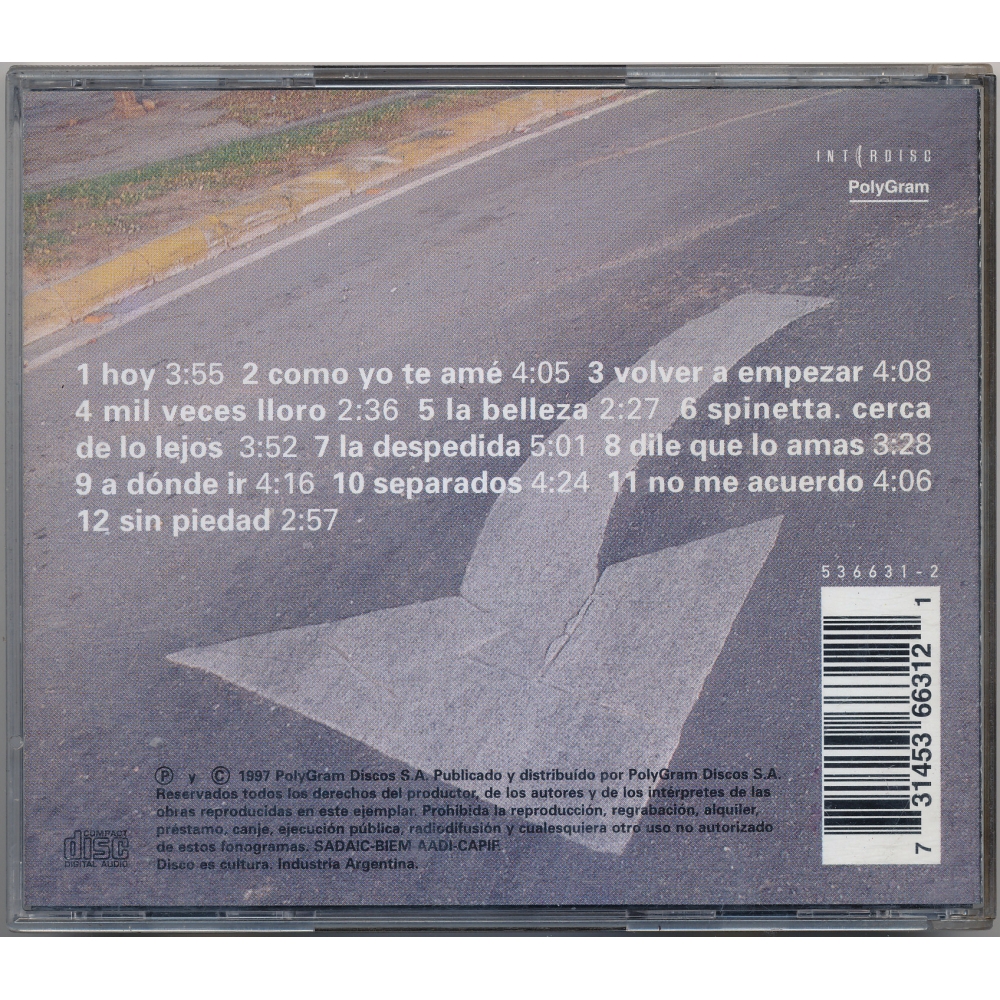 INTERDISC
PolyGram
1 hoy 3:55 2 como yo te amé 4:05 3 volver a empezar 4:08
4 mil veces lloro 2:36 5 la belleza 2:27 6 spinetta. cerca
de lo lejos 3:52 7 la despedida 5:01 8 dile que lo amas 3:28
9 a dónde ir 4:16 10 separados 4:24 11 no me acuerdo 4:06
12 sin piedad 2:57
536631-2
7 31453 66312 1
Ⓟ y © 1997 PolyGram Discos S.A. Publicado y distribuído por PolyGram Discos S.A.
Reservados todos los derechos del productor, de los autores y de los intérpretes de las
obras reproducidas en este ejemplar. Prohibida la reproducción, regrabación, alquiler,
préstamo, canje, ejecución pública, radiodifusión y cualesquiera otro uso no autorizado
de estos fonogramas. SADAIC-BIEM AADI-CAPIF.
Disco es cultura. Industria Argentina.
COMPACT
disc
DIGITAL AUDIO